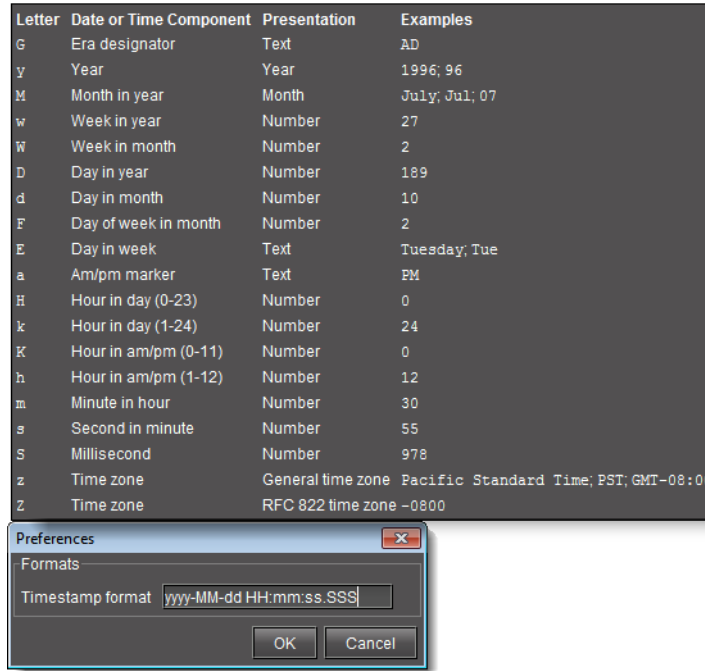 Letter Date or Time Component Presentation Examples
G Era designator Text AD
y Year Year 1996; 96
M Month in year Month July; Jul; 07
w Week in year Number 27
W Week in month Number 2
D Day in year Number 189
d Day in month Number 10
F Day of week in month Number 2
E Day in week Text Tuesday; Tue
a Am/pm marker Text PM
H Hour in day (0-23) Number 0
k Hour in day (1-24) Number 24
K Hour in am/pm (0-11) Number 0
h Hour in am/pm (1-12) Number 12
m Minute in hour Number 30
s Second in minute Number 55
S Millisecond Number 978
z Time zone General time zone Pacific Standard Time; PST; GMT-08:0
Z Time zone RFC 822 time zone -0800
Preferences
Formats
Timestamp format yyyy-MM-dd HH:mm:ss.SSS
OK Cancel